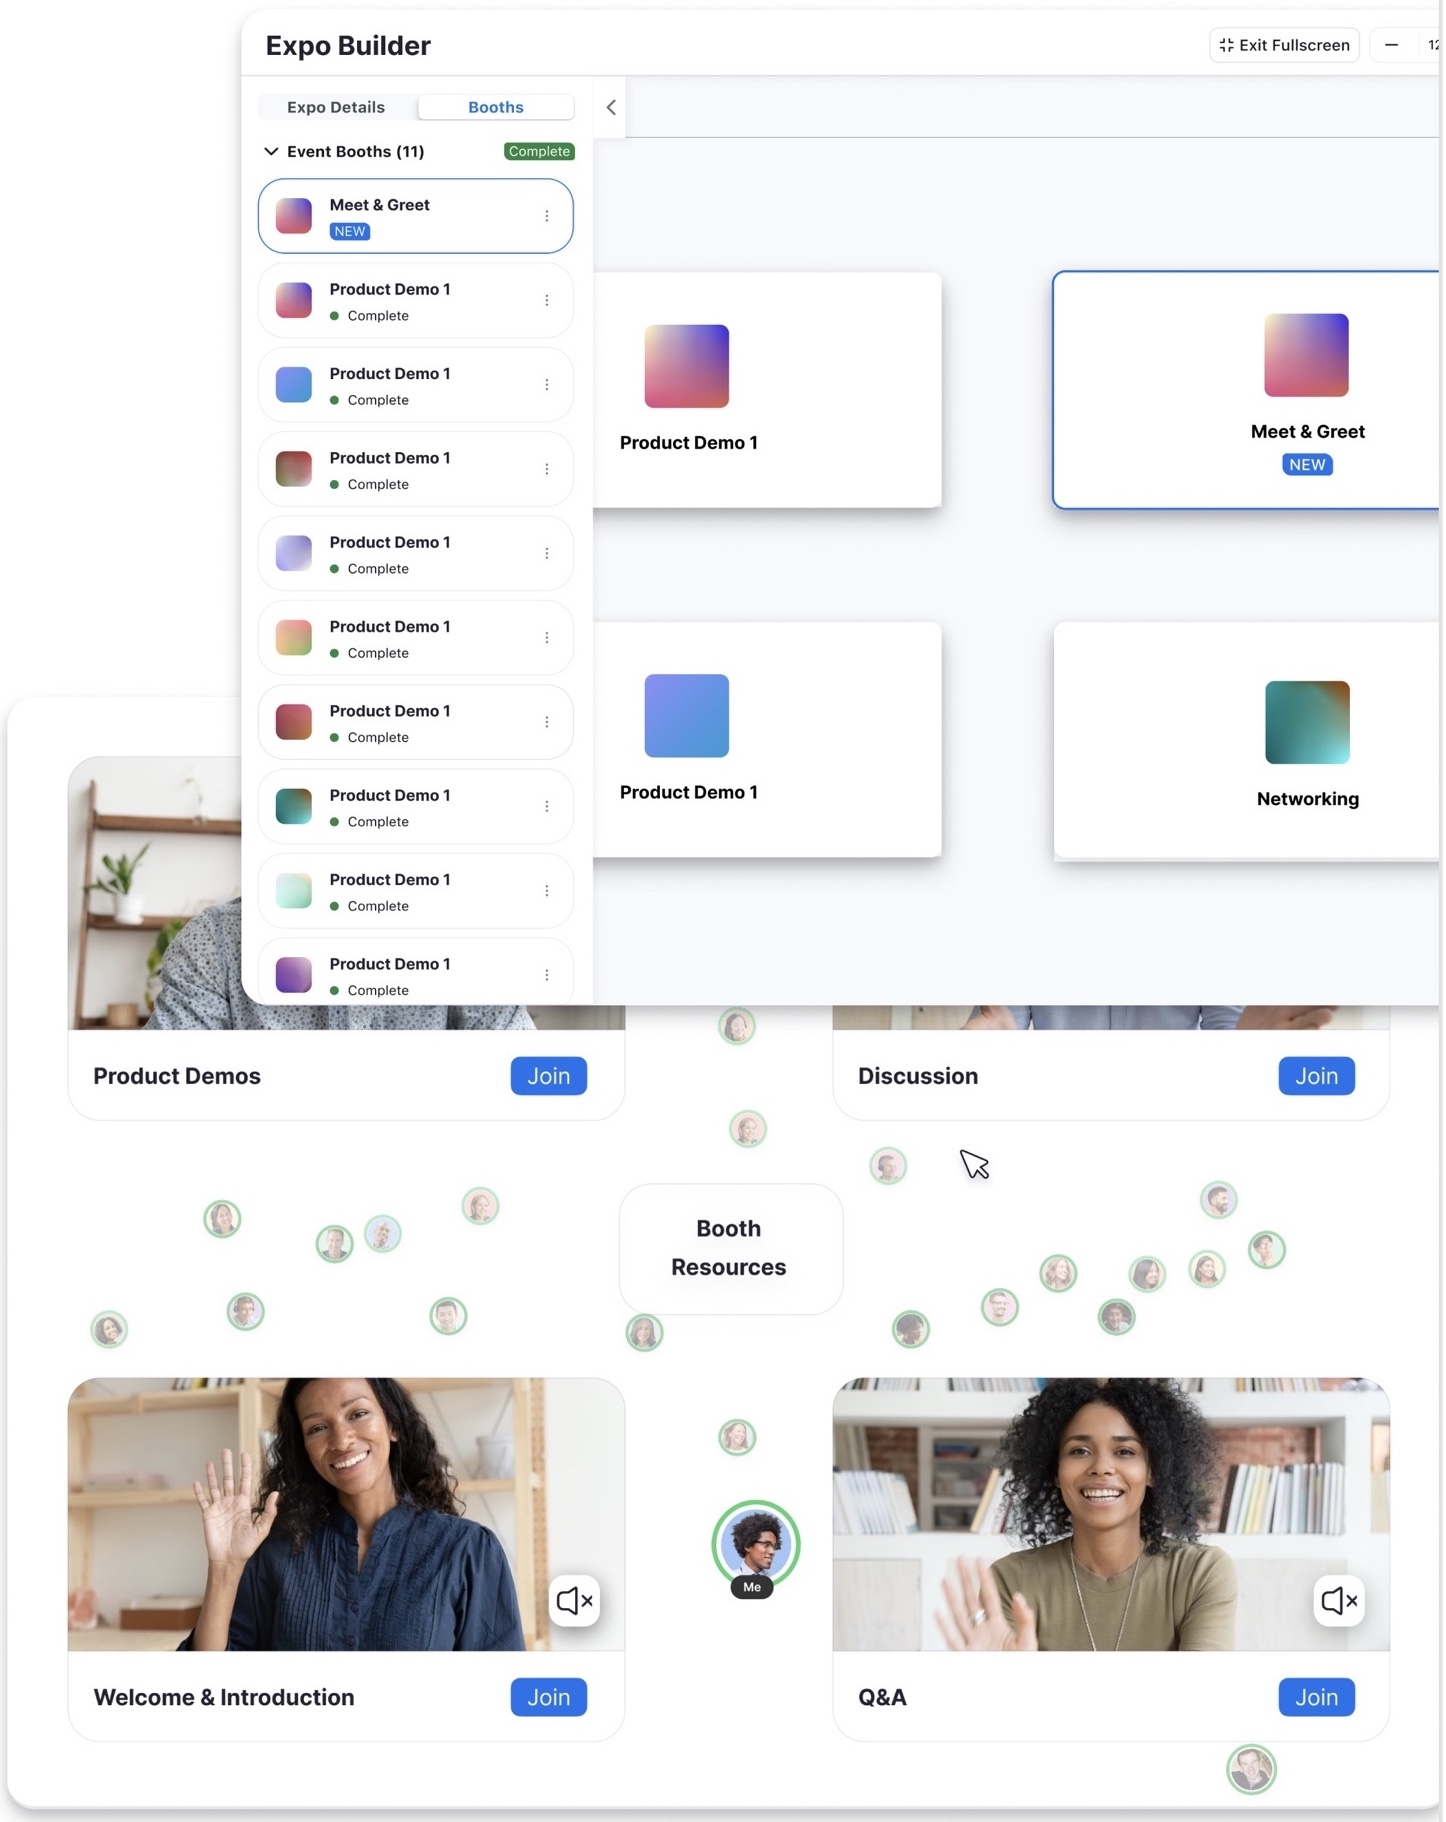 Expo Builder
Exit Fullscreen
Expo Details
Booths
Event Booths (11)
Complete
Meet & Greet
NEW
Product Demo 1
Complete
Product Demo 1
Complete
Product Demo 1
Complete
Product Demo 1
Complete
Product Demo 1
Complete
Product Demo 1
Complete
Product Demo 1
Complete
Product Demo 1
Complete
Product Demo 1
Complete
Product Demo 1
Meet & Greet
NEW
Product Demo 1
Networking
Product Demos
Join
Discussion
Join
Booth
Resources
Me
Welcome & Introduction
Join
Q&A
Join